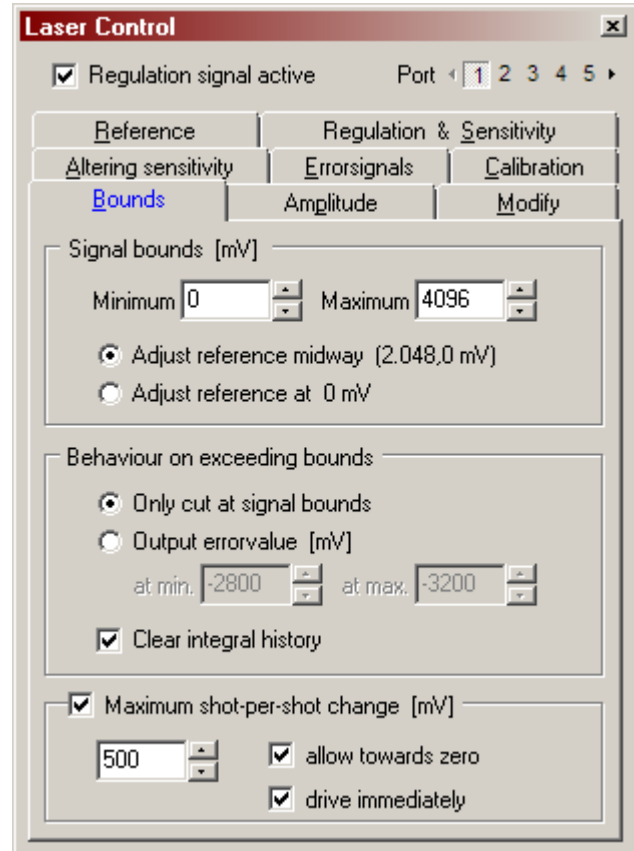 Laser Control
Regulation signal active Port 1 2 3 4 5
Reference Regulation & Sensitivity
Altering sensitivity Errorsignals Calibration
Bounds Amplitude Modify
Signal bounds [mV]
Minimum 0 Maximum 4096
Adjust reference midway (2.048,0 mV)
Adjust reference at 0 mV
Behaviour on exceeding bounds
Only cut at signal bounds
Output errorvalue [mV]
at min. -2800 at max. -3200
Clear integral history
Maximum shot-per-shot change [mV]
500 allow towards zero
drive immediately